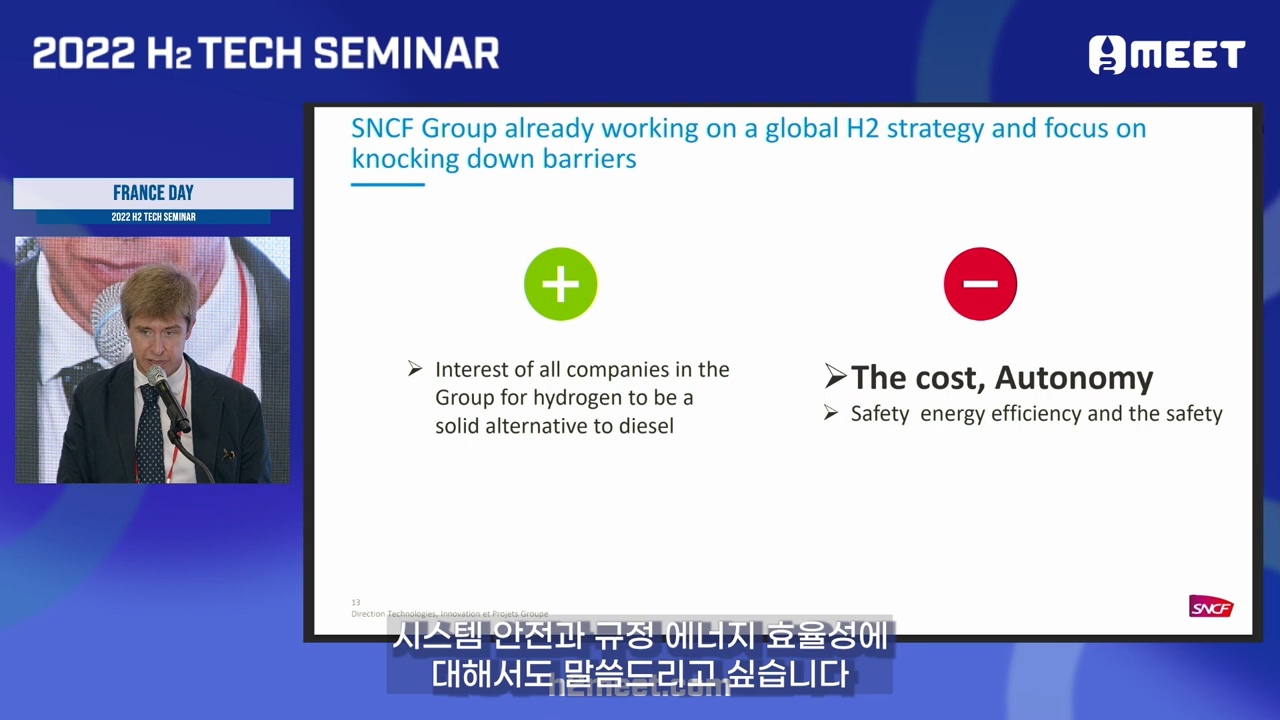 2022 H2 TECH SEMINAR
H2 MEET
FRANCE DAY
2022 H2 TECH SEMINAR
SNCF Group already working on a global H2 strategy and focus on
knocking down barriers
Interest of all companies in the
Group for hydrogen to be a
solid alternative to diesel
The cost, Autonomy
Safety energy efficiency and the safety
13
Direction Technologies, Innovation et Projets Groupe
SNCF
시스템 안전과 규정 에너지 효율성에
대해서도 말씀드리고 싶습니다
h2meet.com